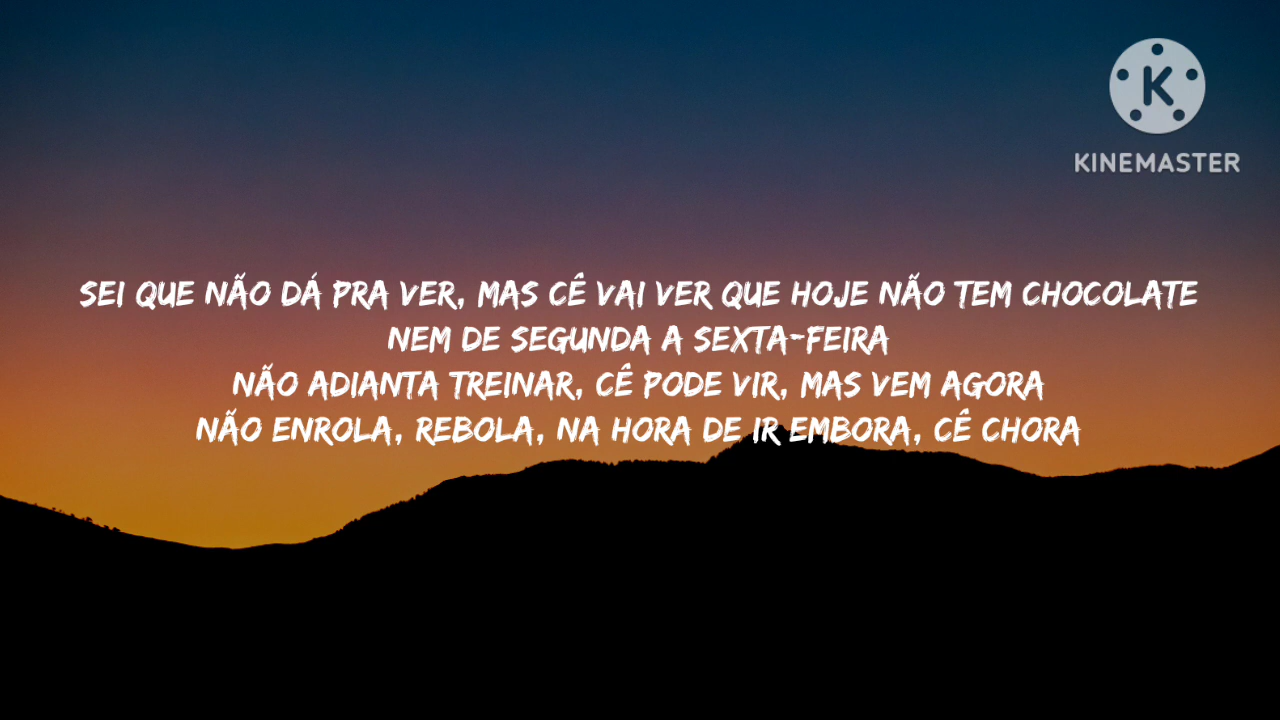 K
KINEMASTER
SEI QUE NÃO DÁ PRA VER, MAS CÊ VAI VER QUE HOJE NÃO TEM CHOCOLATE
NEM DE SEGUNDA A SEXTA-FEIRA
NÃO ADIANTA TREINAR, CÊ PODE VIR, MAS VEM AGORA
NÃO ENROLA, REBOLA, NA HORA DE IR EMBORA, CÊ CHORA